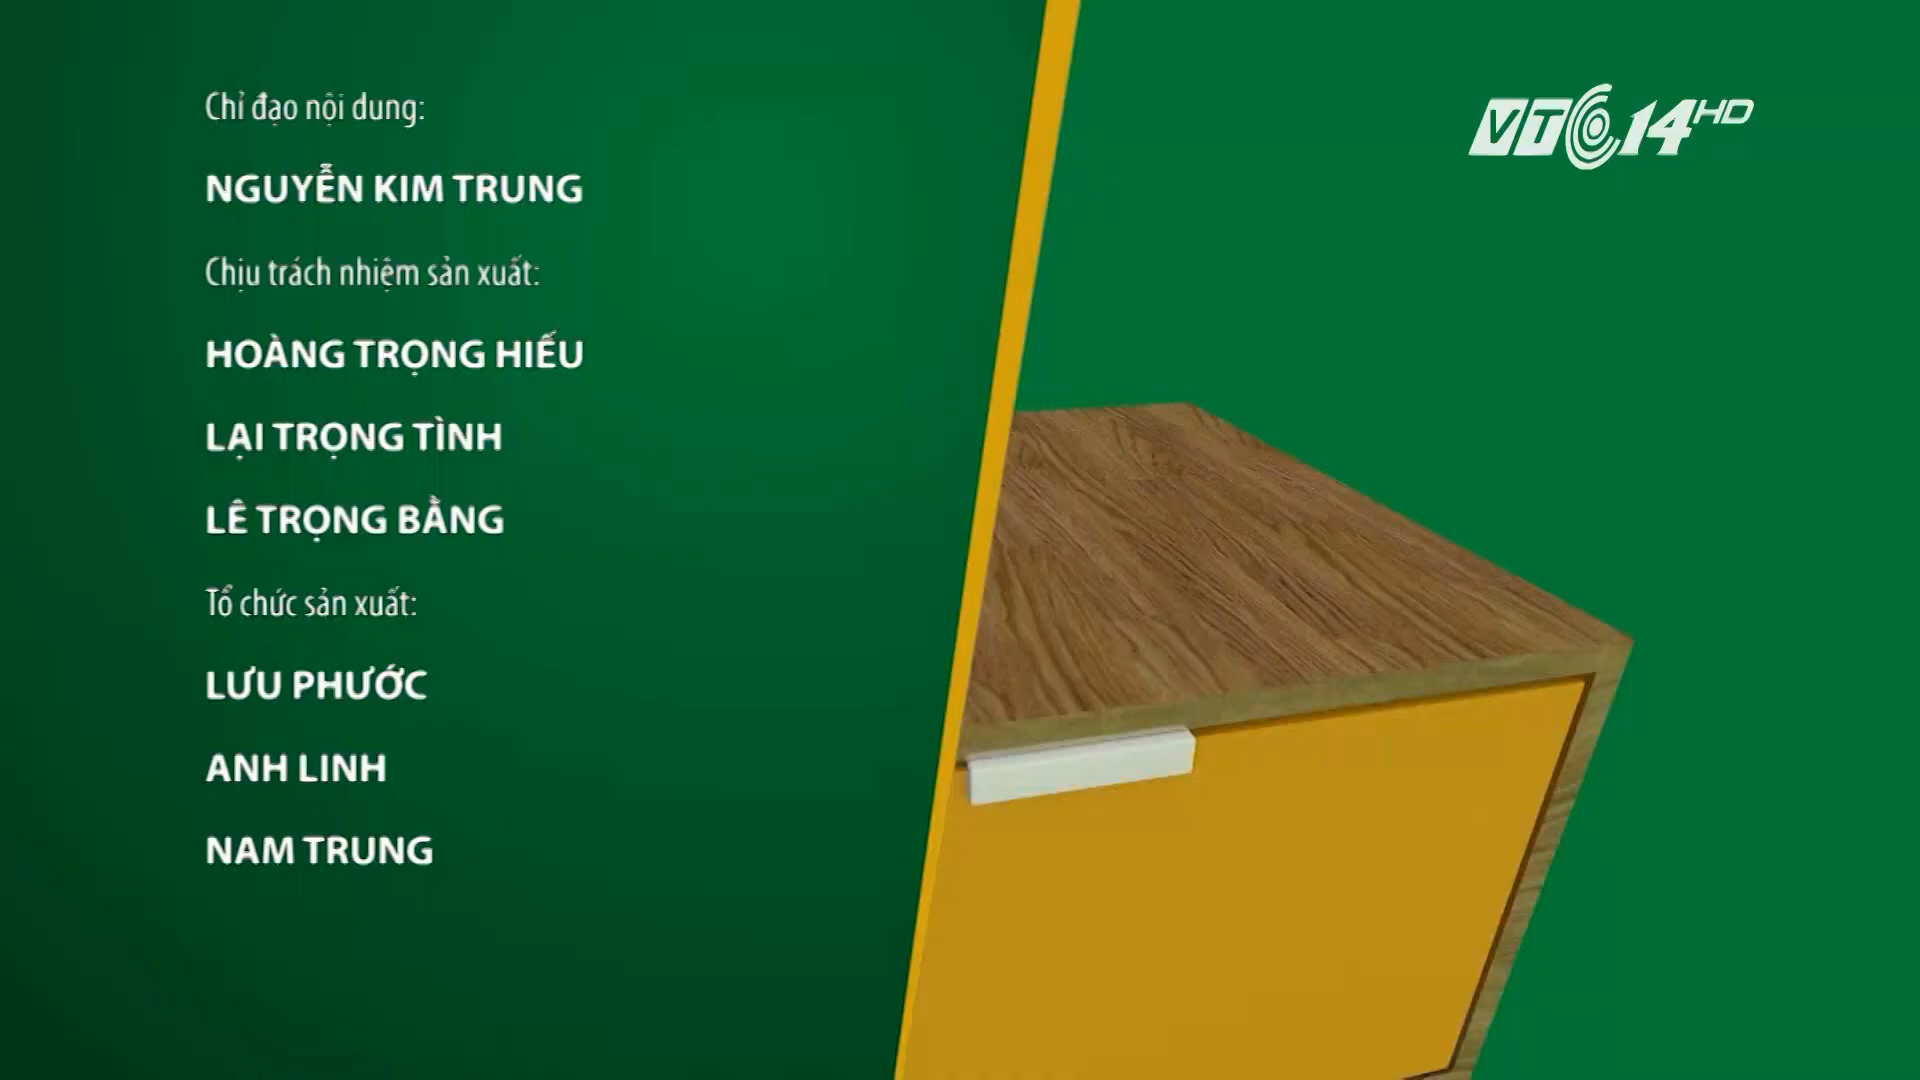 Chỉ đạo nội dung:
NGUYỄN KIM TRUNG
Chịu trách nhiệm sản xuất:
HOÀNG TRỌNG HIẾU
LẠI TRỌNG TÌNH
LÊ TRỌNG BẰNG
Tổ chức sản xuất:
LƯU PHƯỚC
ANH LINH
NAM TRUNG
VTC14HD